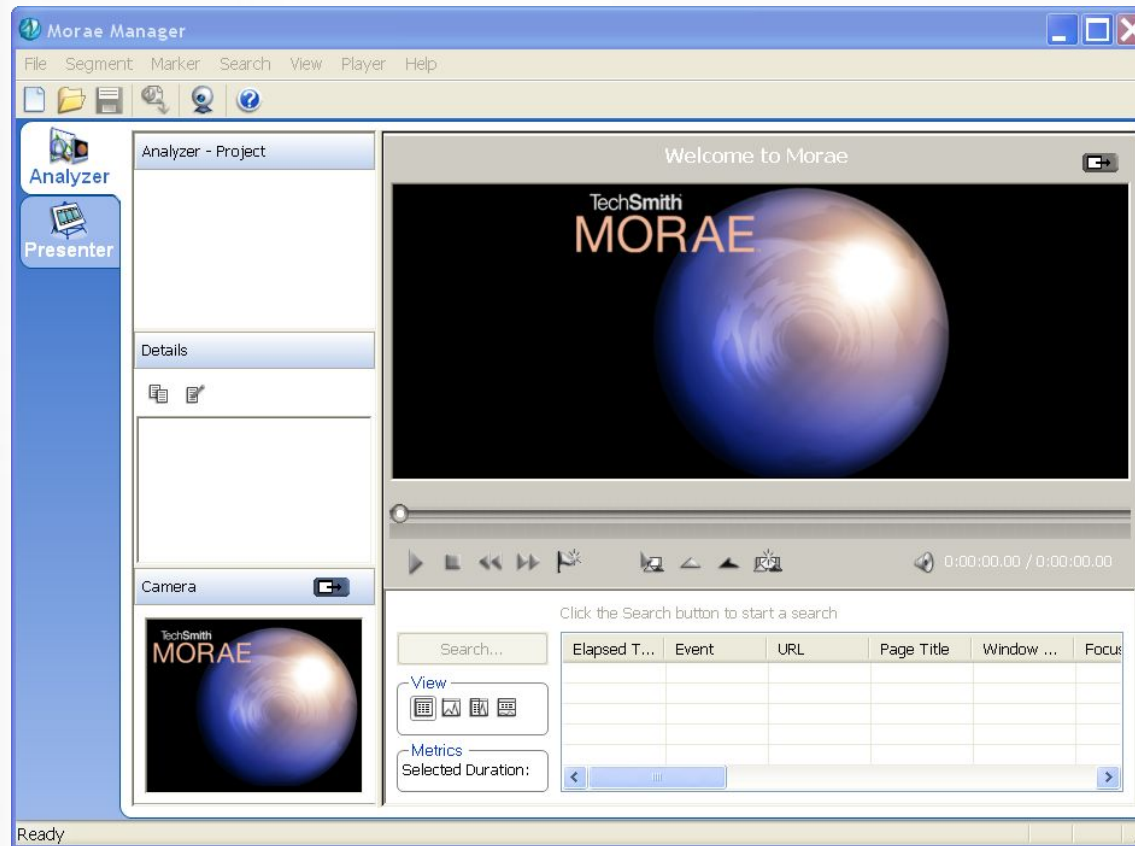 Morae Manager
File Segment Marker Search View Player Help
Analyzer
Presenter
Analyzer - Project
Details
Camera
TechSmith
MORAE
Welcome to Morae
TechSmith
MORAE
0:00:00.00 / 0:00:00.00
Click the Search button to start a search
Search...
View
Metrics
Selected Duration:
Elapsed T... Event URL Page Title Window ... Focus
Ready